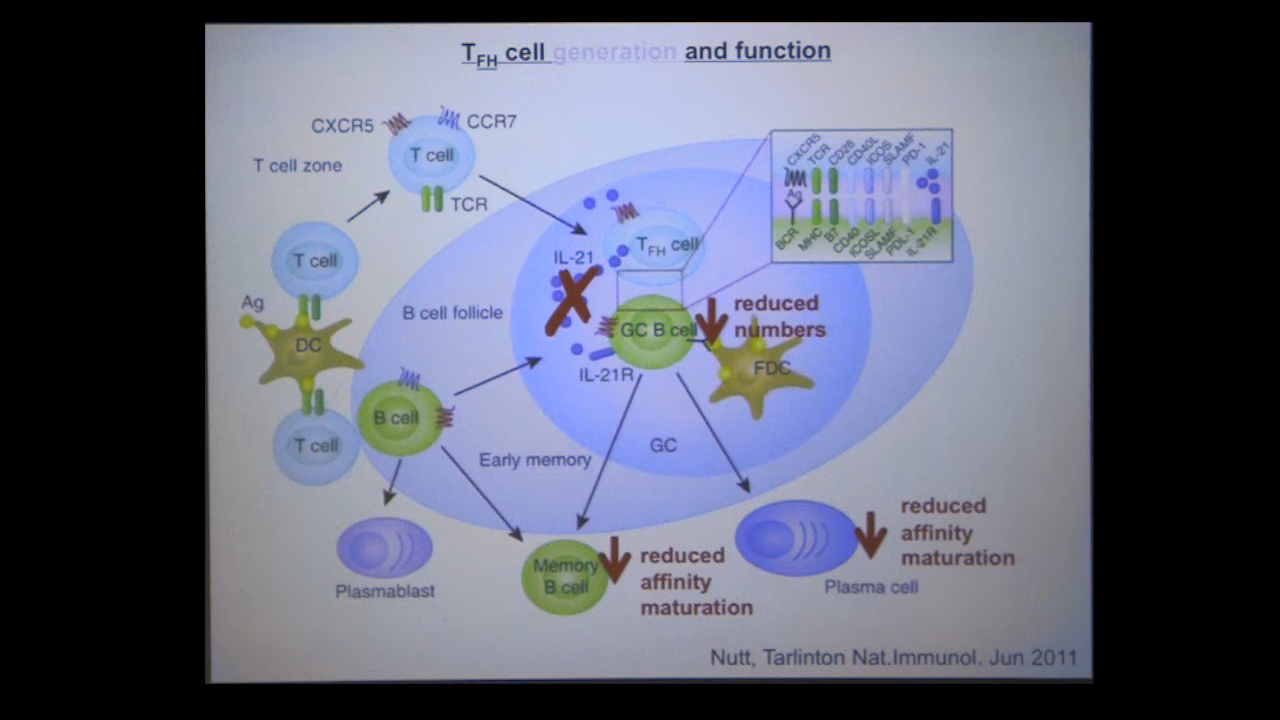 TFH cell generation and function
CXCR5
CCR7
T cell
T cell zone
TCR
CXCR5
TCR
CD28
CD40L
ICOS
SLAMF
PD-1
IL-21
Ag
BCR
MHC
B7
CD40
ICOSL
SLAMF
PDL-1
IL-21R
TFH cell
IL-21
T cell
Ag
DC
B cell follicle
GC B cell
reduced
numbers
FDC
IL-21R
B cell
T cell
GC
Early memory
reduced
affinity
maturation
Plasma cell
Memory
B cell
reduced
affinity
maturation
Plasmablast
Nutt, Tarlinton Nat.Immunol. Jun 2011